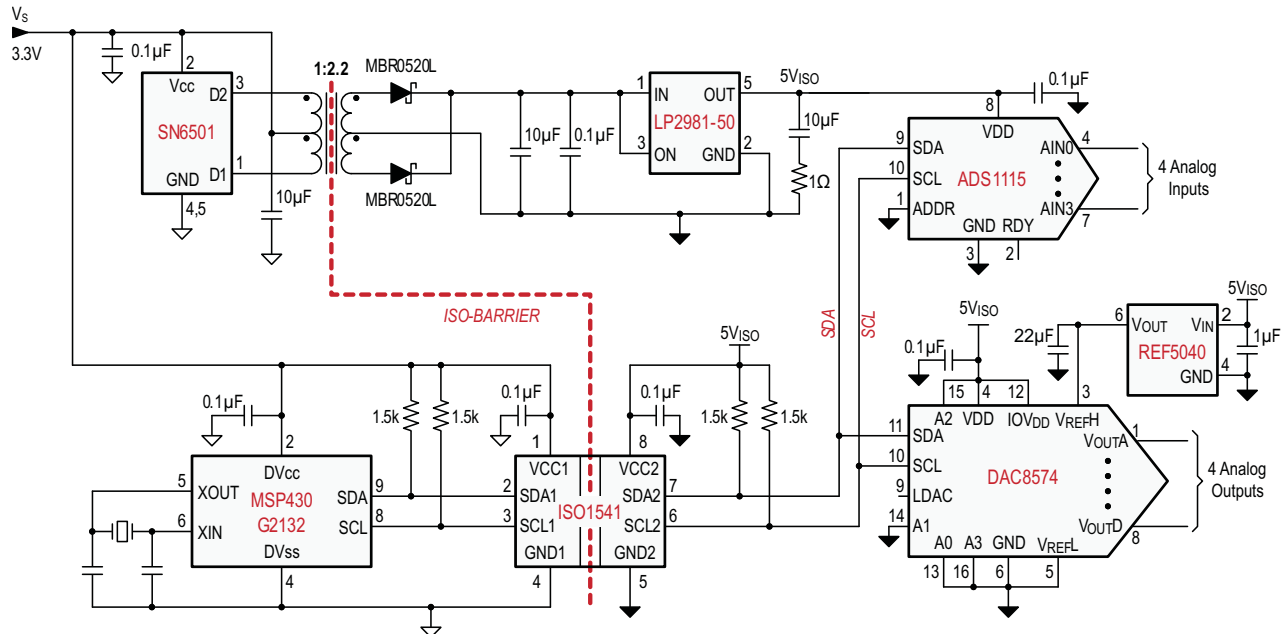 VS
3.3V
0.1µF
2
Vcc
3
D2
SN6501
D1
1
GND
4,5
10µF
1:2.2
MBR0520L
MBR0520L
10µF
0.1µF
1
IN
OUT
5
LP2981-50
3
ON
GND
2
5VISO
10µF
1Ω
0.1µF
8
VDD
9
SDA
AIN0
4
10
SCL
ADS1115
4 Analog
Inputs
1
ADDR
AIN3
7
GND
RDY
3
2
ISO-BARRIER
SDA
SCL
5VISO
0.1µF
15
4
12
3
A2
VDD
IOVDD
VREFH
22µF
6
VOUT
VIN
2
5VISO
REF5040
1µF
GND
4
11
SDA
VOUTA
1
10
SCL
DAC8574
9
LDAC
4 Analog
Outputs
14
A1
VOUTD
8
A0
A3
GND
VREFL
13
16
6
5
0.1µF
2
1.5k
1.5k
0.1µF
1
5VISO
0.1µF
8
1.5k
1.5k
DVcc
5
XOUT
MSP430
G2132
SDA
9
6
XIN
SCL
8
DVss
4
VCC1
VCC2
2
SDA1
SDA2
7
ISO1541
3
SCL1
SCL2
6
GND1
GND2
4
5